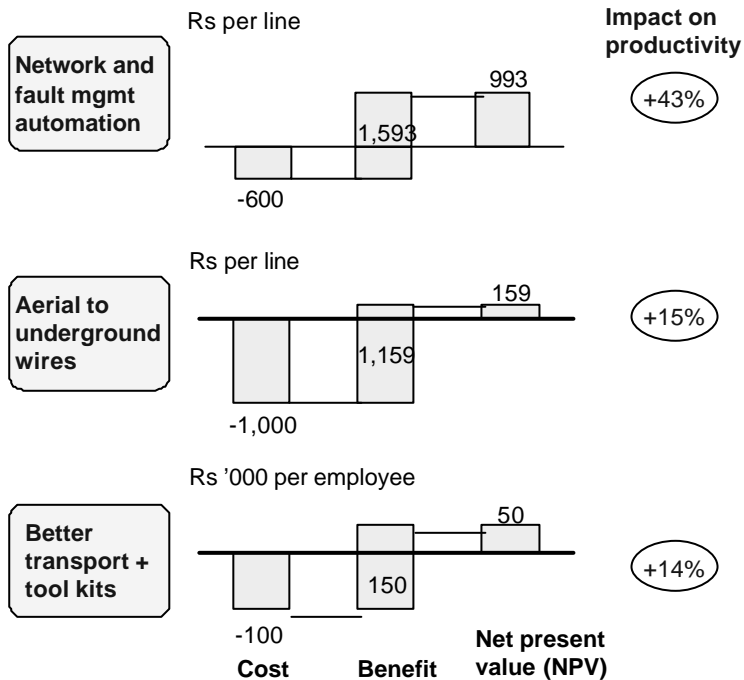 Rs per line
Impact on
productivity
Network and
fault mgmt
automation
993
+43%
1,593
-600
Rs per line
Aerial to
underground
wires
159
+15%
1,159
-1,000
Rs '000 per employee
Better
transport +
tool kits
50
+14%
150
-100
Cost
Benefit
Net present
value (NPV)